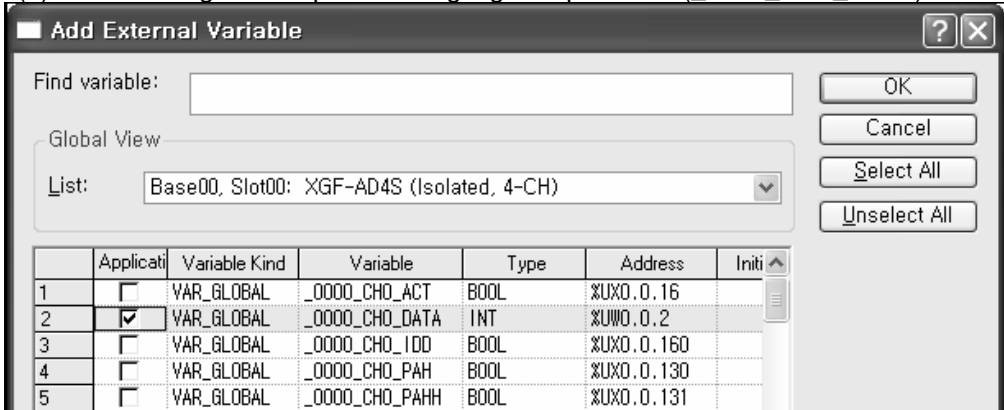 Add External Variable
Find variable:
OK
Cancel
Global View
List: Base00, Slot00: XGF-AD4S (Isolated, 4-CH)
Select All
Unselect All
Applicati Variable Kind Variable Type Address Initi
1 VAR_GLOBAL _0000_CH0_ACT BOOL %UX0.0.16
2 VAR_GLOBAL _0000_CH0_DATA INT %UW0.0.2
3 VAR_GLOBAL _0000_CH0_IDD BOOL %UX0.0.160
4 VAR_GLOBAL _0000_CH0_PAH BOOL %UX0.0.130
5 VAR_GLOBAL _0000_CH0_PAHH BOOL %UX0.0.131